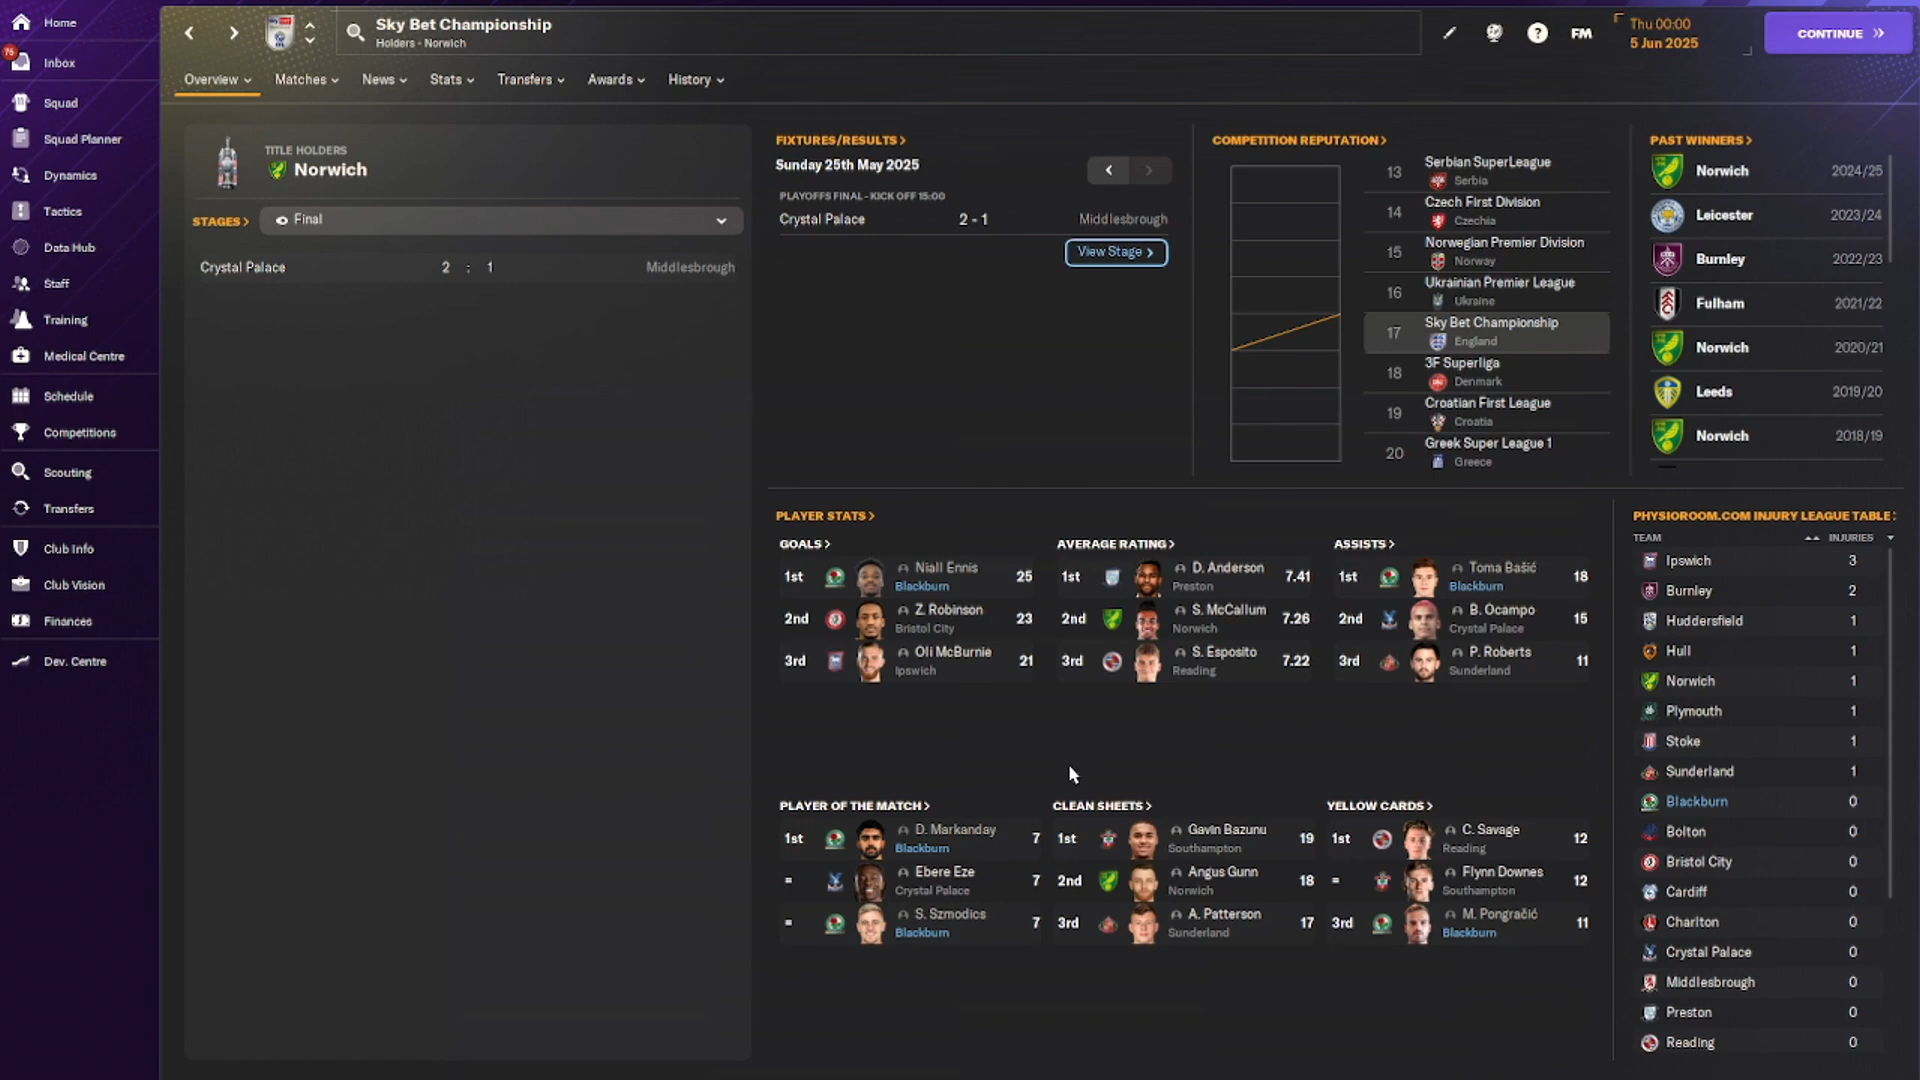 Home
75
Inbox
Squad
Squad Planner
Dynamics
Tactics
Data Hub
Staff
Training
Medical Centre
Schedule
Competitions
Scouting
Transfers
Club Info
Club Vision
Finances
Dev. Centre
Sky Bet Championship
Holders - Norwich
? FM
Thu 00:00
5 Jun 2025
CONTINUE
Overview Matches News Stats Transfers Awards History
TITLE HOLDERS
Norwich
STAGES > Final
Crystal Palace 2 : 1 Middlesbrough
FIXTURES/RESULTS >
Sunday 25th May 2025
PLAYOFFS FINAL - KICK OFF 15:00
Crystal Palace 2 - 1 Middlesbrough
View Stage >
COMPETITION REPUTATION >
13 Serbian SuperLeague
Serbia
14 Czech First Division
Czechia
15 Norwegian Premier Division
Norway
16 Ukrainian Premier League
Ukraine
17 Sky Bet Championship
England
18 3F Superliga
Denmark
19 Croatian First League
Croatia
20 Greek Super League 1
Greece
PAST WINNERS >
Norwich 2024/25
Leicester 2023/24
Burnley 2022/23
Fulham 2021/22
Norwich 2020/21
Leeds 2019/20
Norwich 2018/19
PLAYER STATS >
GOALS >
1st Niall Ennis 25
Blackburn
2nd Z. Robinson 23
Bristol City
3rd Oli McBurnie 21
Ipswich
AVERAGE RATING >
1st D. Anderson 7.41
Preston
2nd S. McCallum 7.26
Norwich
3rd S. Esposito 7.22
Reading
ASSISTS >
1st Toma Bašić 18
Blackburn
2nd B. Ocampo 15
Crystal Palace
3rd P. Roberts 11
Sunderland
PLAYER OF THE MATCH >
1st D. Markanday 7
Blackburn
= Ebere Eze 7
Crystal Palace
= S. Szmodics 7
Blackburn
CLEAN SHEETS >
1st Gavin Bazunu 19
Southampton
2nd Angus Gunn 18
Norwich
3rd A. Patterson 17
Sunderland
YELLOW CARDS >
1st C. Savage 12
Reading
= Flynn Downes 12
Southampton
3rd M. Pongračić 11
Blackburn
PHYSIOROOM.COM INJURY LEAGUE TABLE
TEAM INJURIES
Ipswich 3
Burnley 2
Huddersfield 1
Hull 1
Norwich 1
Plymouth 1
Stoke 1
Sunderland 1
Blackburn 0
Bolton 0
Bristol City 0
Cardiff 0
Charlton 0
Crystal Palace 0
Middlesbrough 0
Preston 0
Reading 0